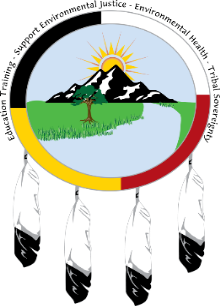 Education Training - Support Environmental Justice - Environmental Health - Tribal Sovereignty